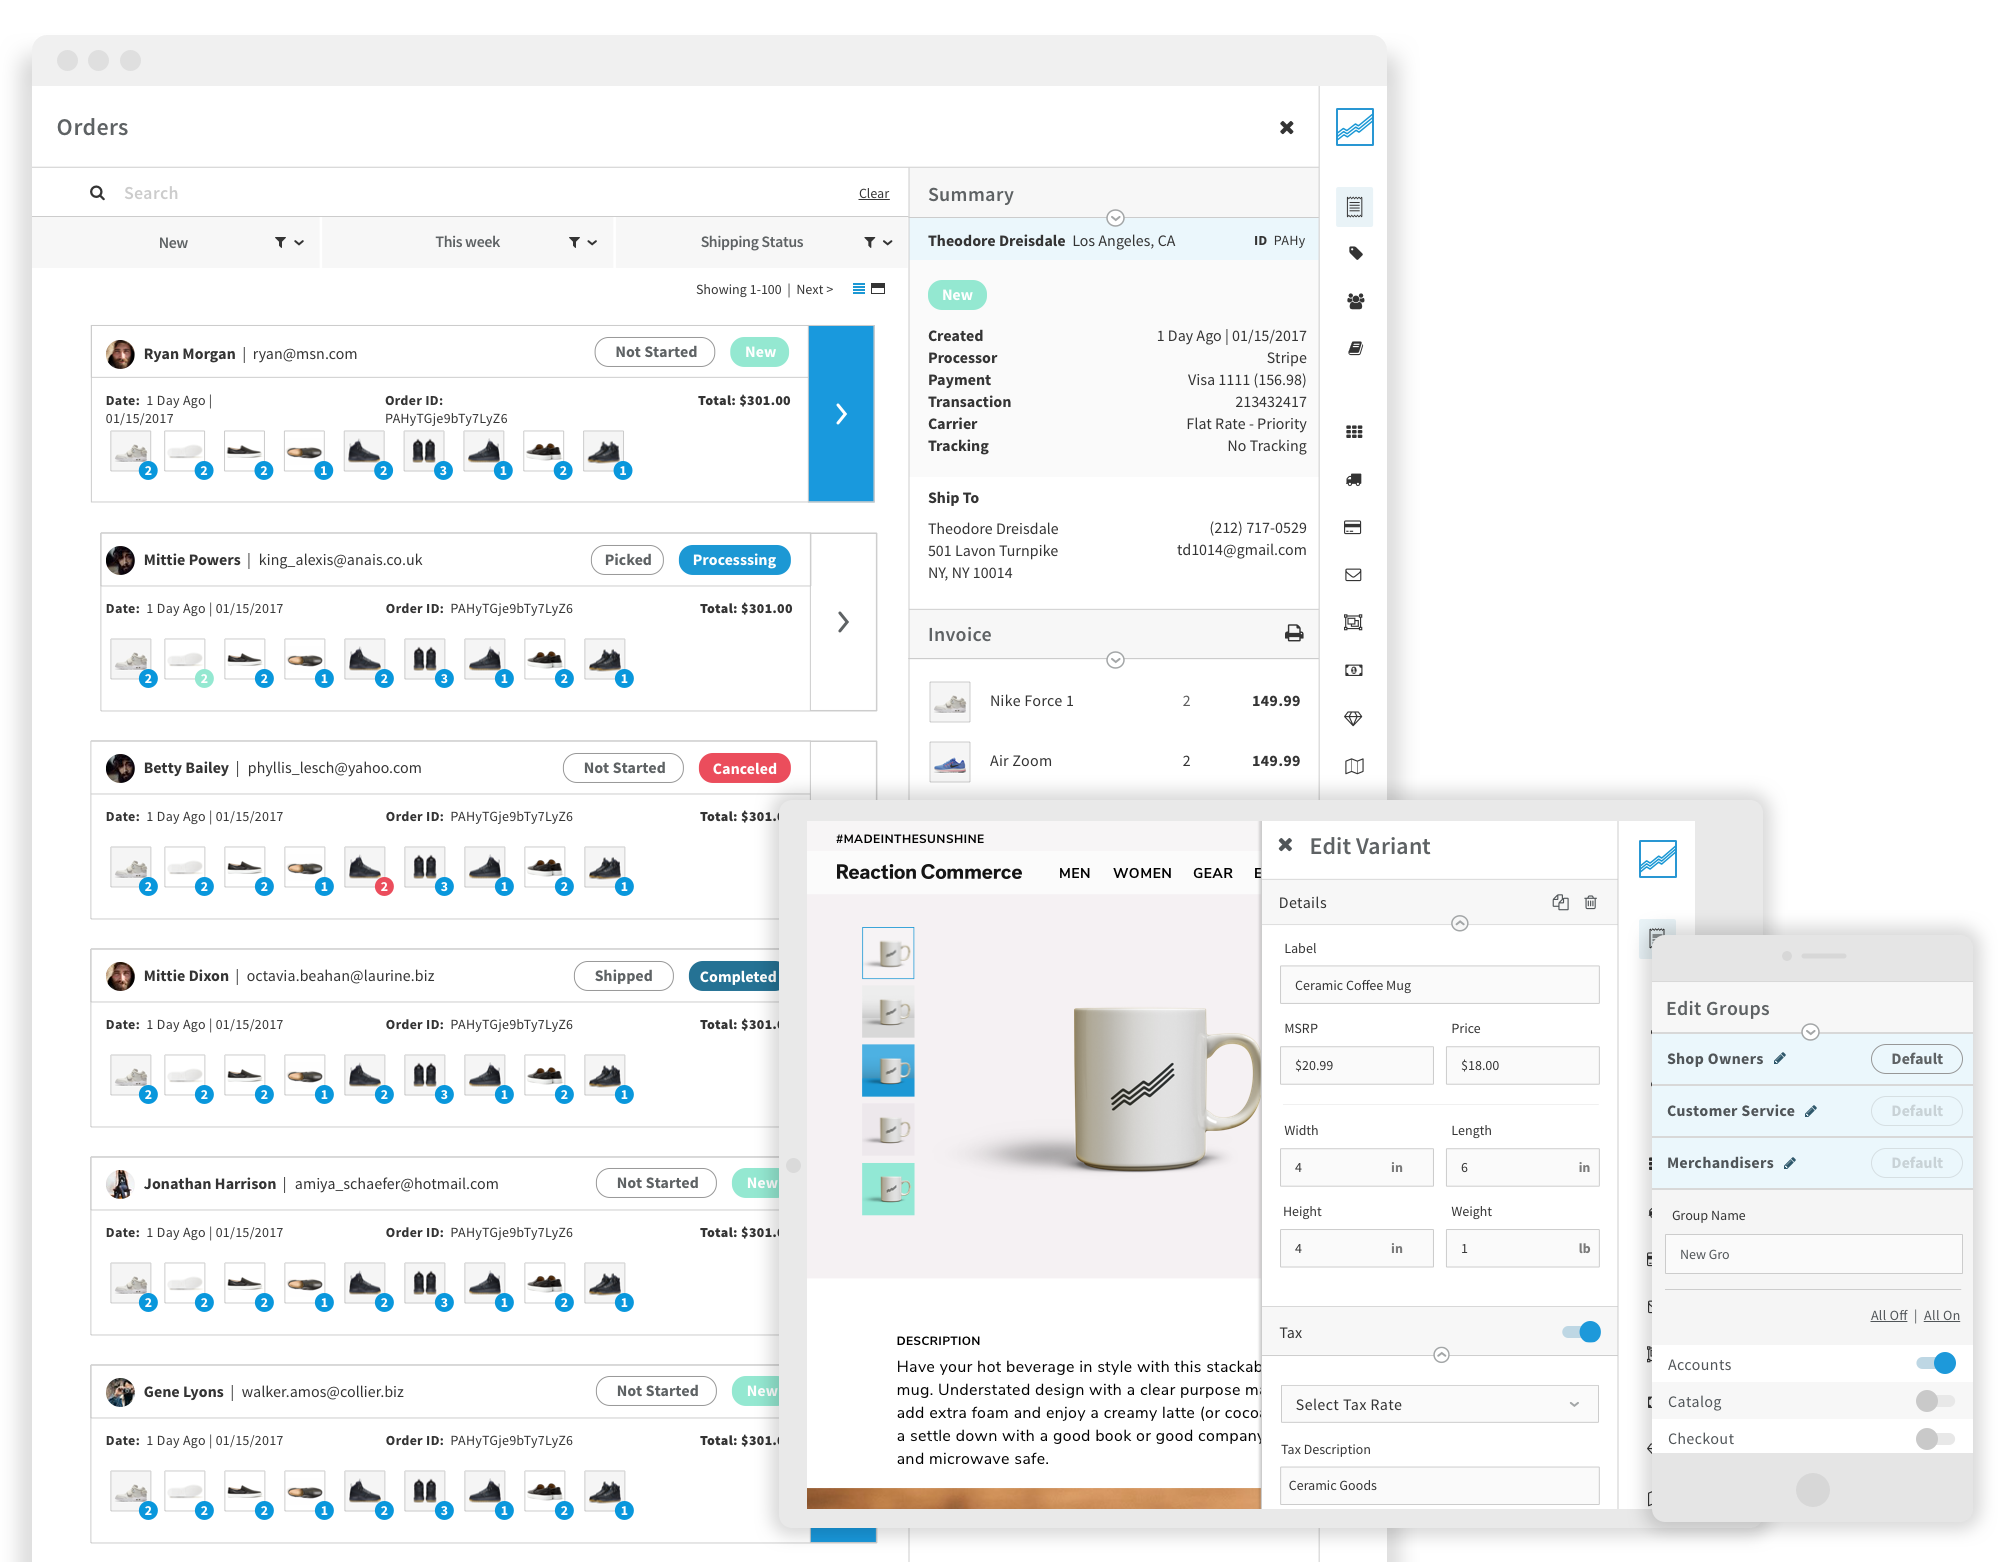 Orders
Search
Clear
New
This week
Shipping Status
Showing 1-100 | Next >
Ryan Morgan | ryan@msn.com
Not Started
New
Date: 1 Day Ago |
01/15/2017
Order ID:
PAHyTGje9bTy7LyZ6
Total: $301.00
2 2 2 1 2 3 1 2 1
Mittie Powers | king_alexis@anais.co.uk
Picked
Processsing
Date: 1 Day Ago | 01/15/2017
Order ID: PAHyTGje9bTy7LyZ6
Total: $301.00
2 2 2 1 2 3 1 2 1
Betty Bailey | phyllis_lesch@yahoo.com
Not Started
Canceled
Date: 1 Day Ago | 01/15/2017
Order ID: PAHyTGje9bTy7LyZ6
Total: $301.
2 2 2 1 2 3 1 2 1
Mittie Dixon | octavia.beahan@laurine.biz
Shipped
Completed
Date: 1 Day Ago | 01/15/2017
Order ID: PAHyTGje9bTy7LyZ6
Total: $301.
2 2 2 1 2 3 1 2 1
Jonathan Harrison | amiya_schaefer@hotmail.com
Not Started
New
Date: 1 Day Ago | 01/15/2017
Order ID: PAHyTGje9bTy7LyZ6
Total: $301.
2 2 2 1 2 3 1 2 1
Gene Lyons | walker.amos@collier.biz
Not Started
New
Date: 1 Day Ago | 01/15/2017
Order ID: PAHyTGje9bTy7LyZ6
Total: $301.
2 2 2 1 2 3 1 2 1
Summary
Theodore Dreisdale Los Angeles, CA
ID PAHy
New
Created 1 Day Ago | 01/15/2017
Processor Stripe
Payment Visa 1111 (156.98)
Transaction 213432417
Carrier Flat Rate - Priority
Tracking No Tracking
Ship To
Theodore Dreisdale (212) 717-0529
501 Lavon Turnpike td1014@gmail.com
NY, NY 10014
Invoice
Nike Force 1 2 149.99
Air Zoom 2 149.99
#MADEINTHESUNSHINE
Reaction Commerce MEN WOMEN GEAR
DESCRIPTION
Have your hot beverage in style with this stackab
mug. Understated design with a clear purpose ma
add extra foam and enjoy a creamy latte (or cocoa
a settle down with a good book or good company
and microwave safe.
Edit Variant
Details
Label
Ceramic Coffee Mug
MSRP Price
$20.99 $18.00
Width Length
4 in 6 in
Height Weight
4 in 1 lb
Tax
Select Tax Rate
Tax Description
Ceramic Goods
Edit Groups
Shop Owners Default
Customer Service Default
Merchandisers Default
Group Name
New Gro
All Off | All On
Accounts
Catalog
Checkout